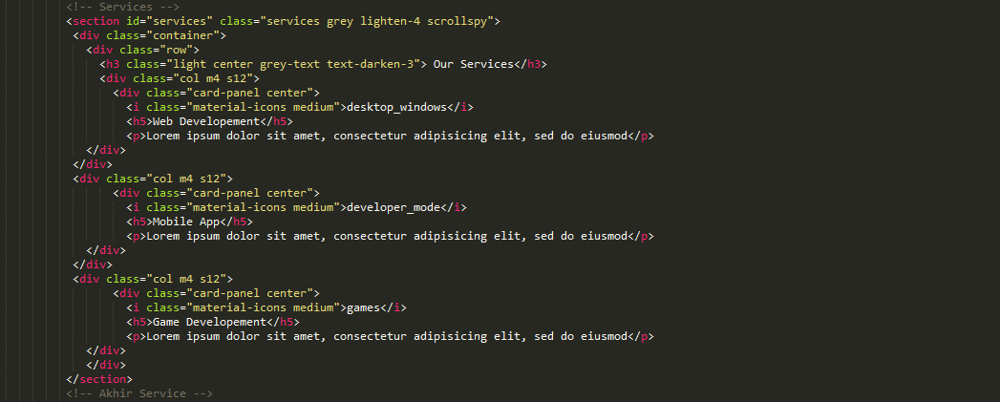 <!-- Services -->
<section id="services" class="services grey lighten-4 scrollspy">
<div class="container">
<div class="row">
<h3 class="light center grey-text text-darken-3"> Our Services</h3>
<div class="col m4 s12">
<div class="card-panel center">
<i class="material-icons medium">desktop_windows</i>
<h5>Web Developement</h5>
<p>Lorem ipsum dolor sit amet, consectetur adipisicing elit, sed do eiusmod</p>
</div>
</div>
<div class="col m4 s12">
<div class="card-panel center">
<i class="material-icons medium">developer_mode</i>
<h5>Mobile App</h5>
<p>Lorem ipsum dolor sit amet, consectetur adipisicing elit, sed do eiusmod</p>
</div>
</div>
<div class="col m4 s12">
<div class="card-panel center">
<i class="material-icons medium">games</i>
<h5>Game Developement</h5>
<p>Lorem ipsum dolor sit amet, consectetur adipisicing elit, sed do eiusmod</p>
</div>
</div>
</section>
<!-- Akhir Service -->